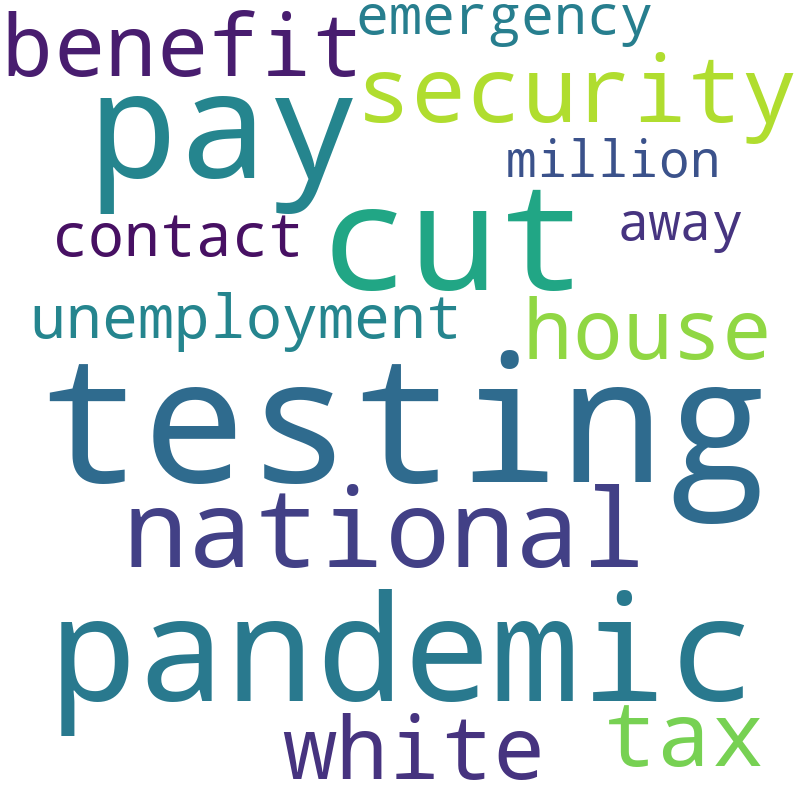 emergency
benefit
security
pay
million
cut
away
contact
unemployment
house
testing
national
pandemic
tax
white